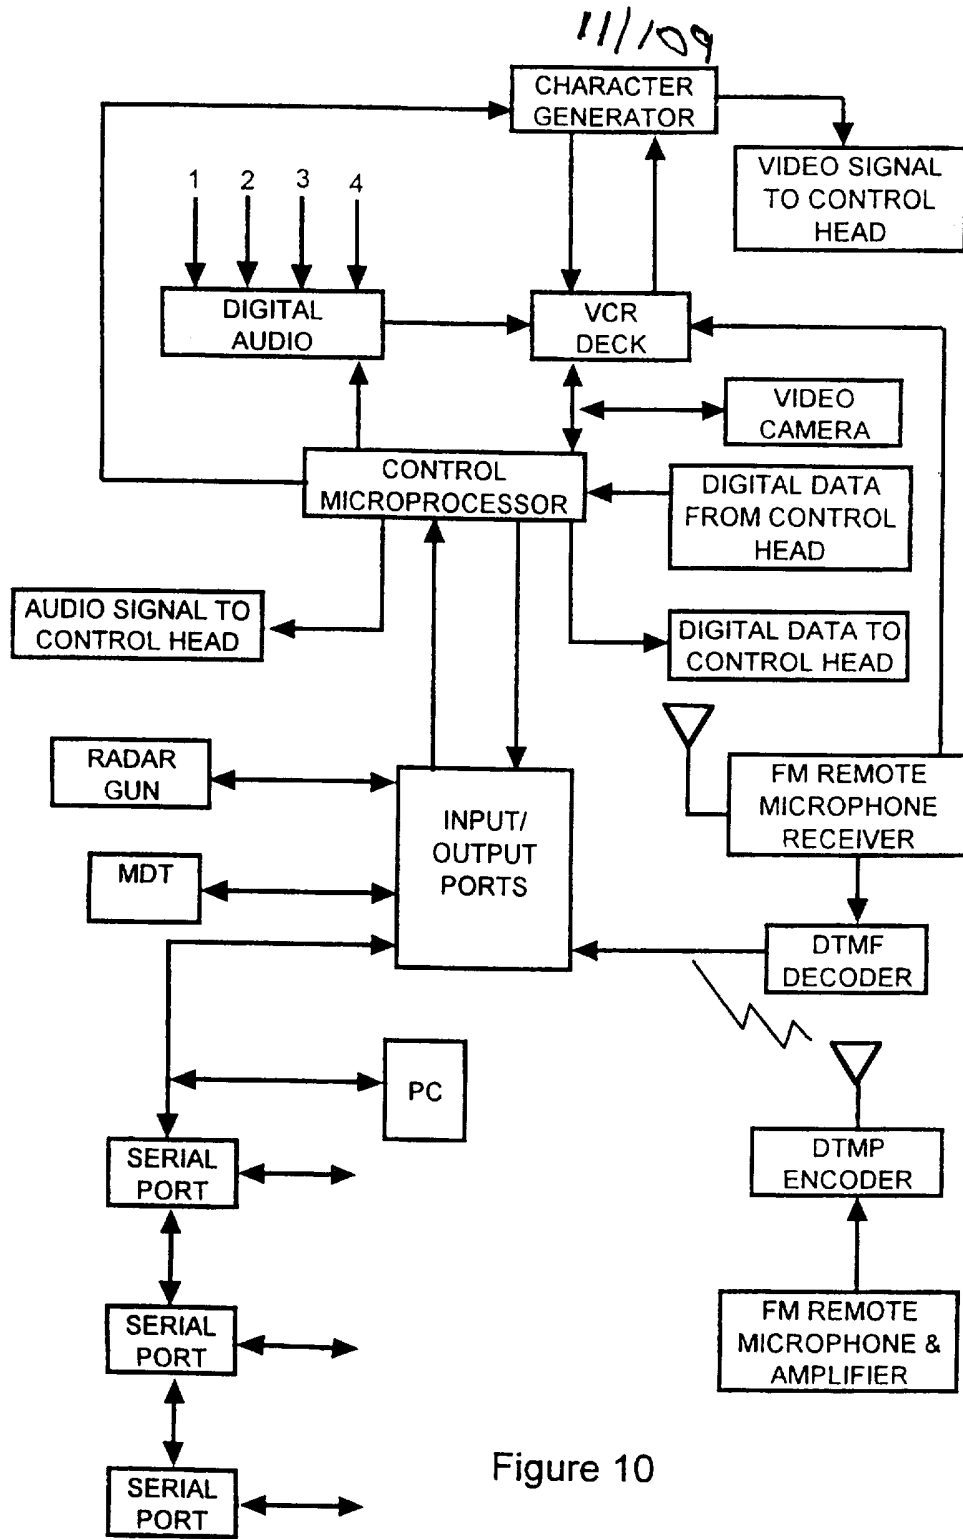 11/109
CHARACTER
GENERATOR
VIDEO SIGNAL
TO CONTROL
HEAD
1 2 3 4
DIGITAL
AUDIO
VCR
DECK
VIDEO
CAMERA
CONTROL
MICROPROCESSOR
DIGITAL DATA
FROM CONTROL
HEAD
AUDIO SIGNAL TO
CONTROL HEAD
DIGITAL DATA TO
CONTROL HEAD
RADAR
GUN
INPUT/
OUTPUT
PORTS
FM REMOTE
MICROPHONE
RECEIVER
MDT
DTMF
DECODER
PC
SERIAL
PORT
DTMP
ENCODER
SERIAL
PORT
FM REMOTE
MICROPHONE &
AMPLIFIER
SERIAL
PORT
Figure 10